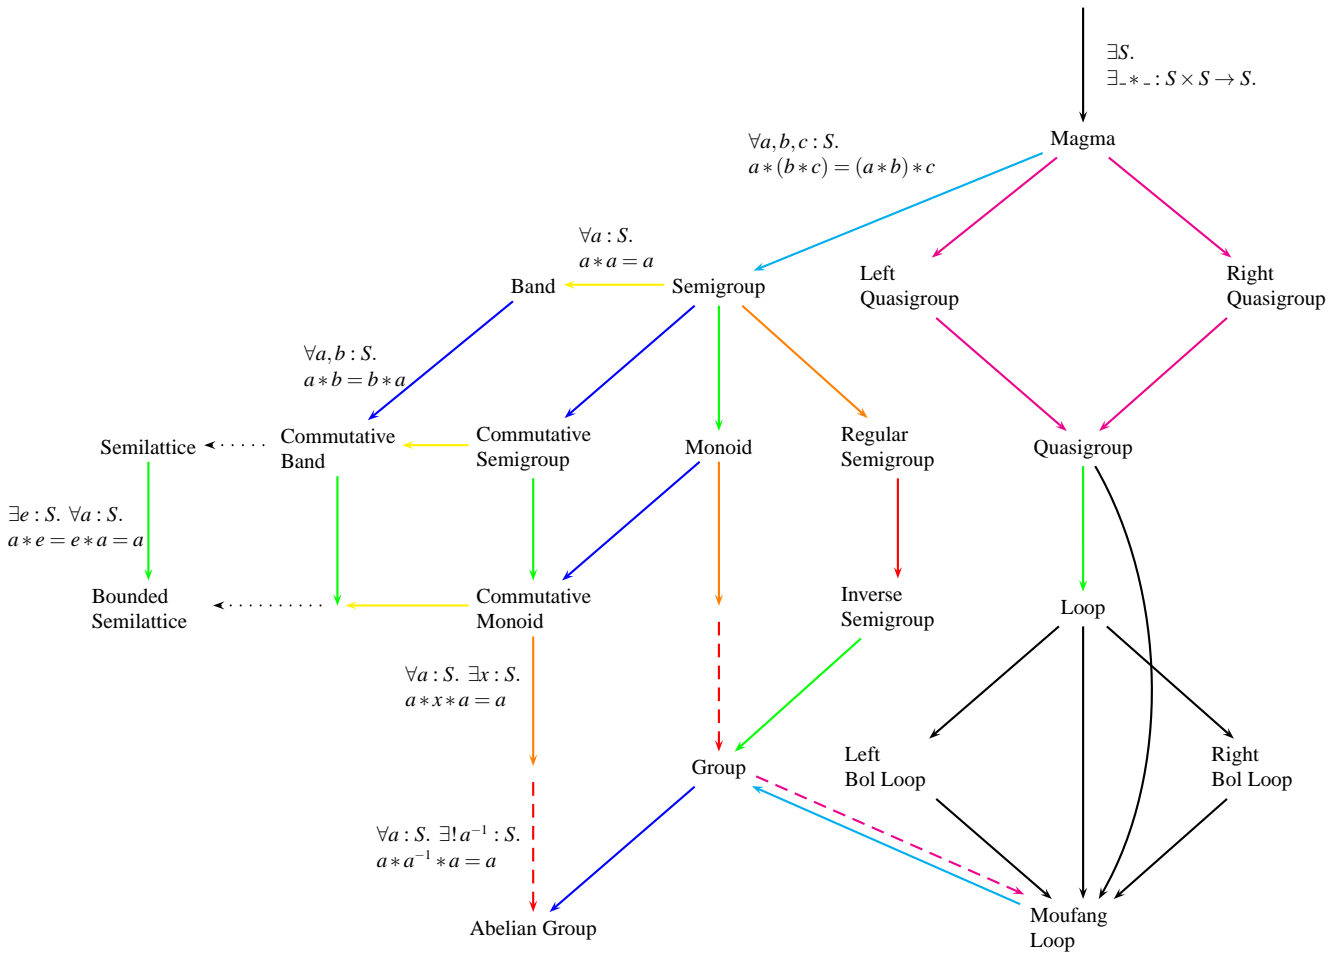 ∃S.
∃_∗_ : S × S → S.
Magma
∀a,b,c : S.
a∗(b∗c) = (a∗b)∗c
∀a : S.
a∗a = a
Band
Semigroup
Left
Quasigroup
Right
Quasigroup
∀a,b : S.
a∗b = b∗a
Semilattice
Commutative
Band
Commutative
Semigroup
Monoid
Regular
Semigroup
Quasigroup
∃e : S. ∀a : S.
a∗e = e∗a = a
Bounded
Semilattice
Commutative
Monoid
Inverse
Semigroup
Loop
∀a : S. ∃x : S.
a∗x∗a = a
Group
Left
Bol Loop
Right
Bol Loop
∀a : S. ∃! a⁻¹ : S.
a∗a⁻¹∗a = a
Abelian Group
Moufang
Loop